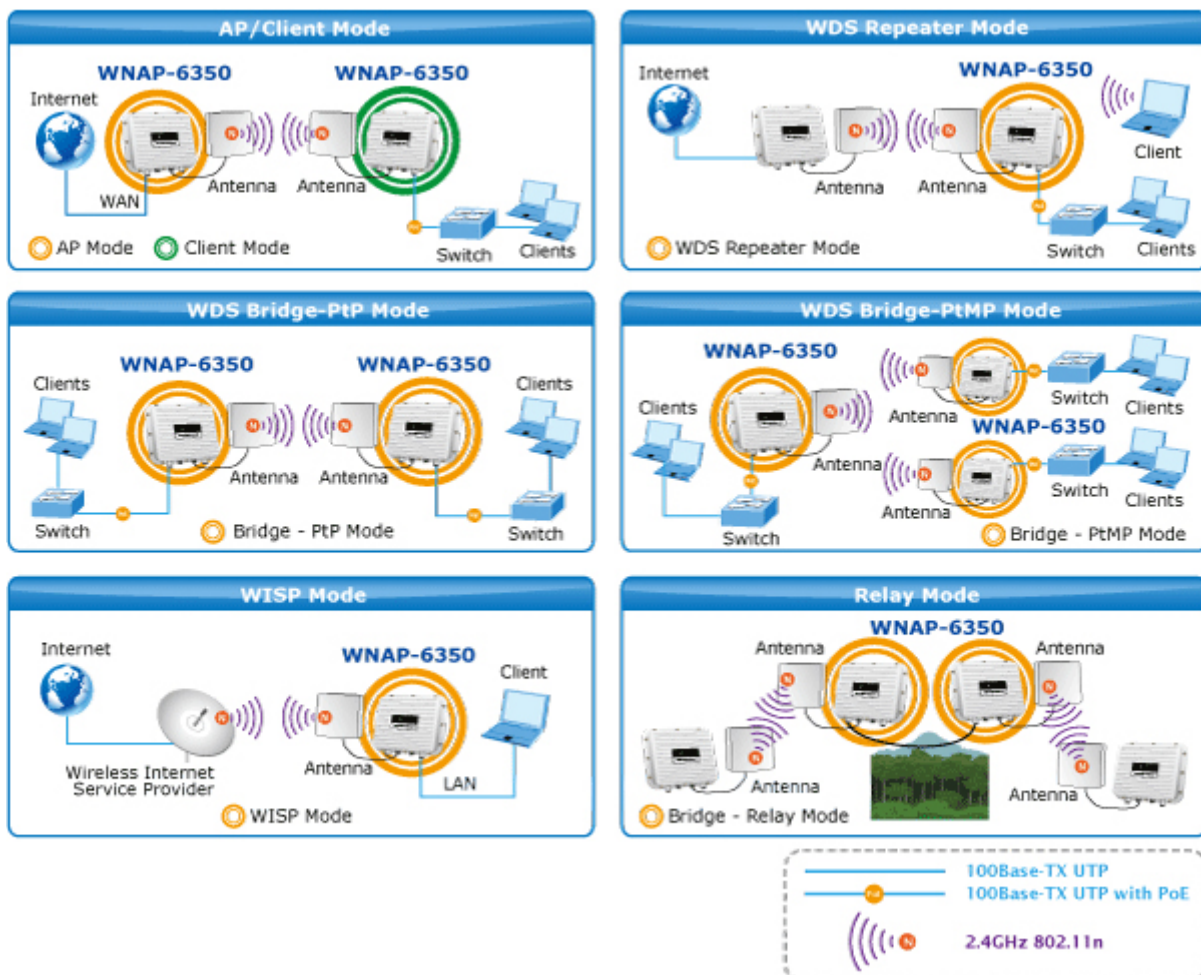 AP/Client Mode
WNAP-6350
WNAP-6350
Internet
Antenna
Antenna
WAN
Switch
Clients
AP Mode
Client Mode
WDS Repeater Mode
Internet
WNAP-6350
Client
Antenna
Antenna
Switch
Clients
WDS Repeater Mode
WDS Bridge-PtP Mode
WNAP-6350
WNAP-6350
Clients
Clients
Antenna
Antenna
Switch
Switch
Bridge - PtP Mode
WDS Bridge-PtMP Mode
WNAP-6350
Clients
Antenna
Switch
Antenna
Switch
Clients
WNAP-6350
Antenna
Switch
Clients
Bridge - PtMP Mode
WISP Mode
Internet
WNAP-6350
Client
Wireless Internet
Service Provider
Antenna
LAN
WISP Mode
Relay Mode
WNAP-6350
Antenna
Antenna
Antenna
Antenna
Bridge - Relay Mode
100Base-TX UTP
100Base-TX UTP with PoE
2.4GHz 802.11n